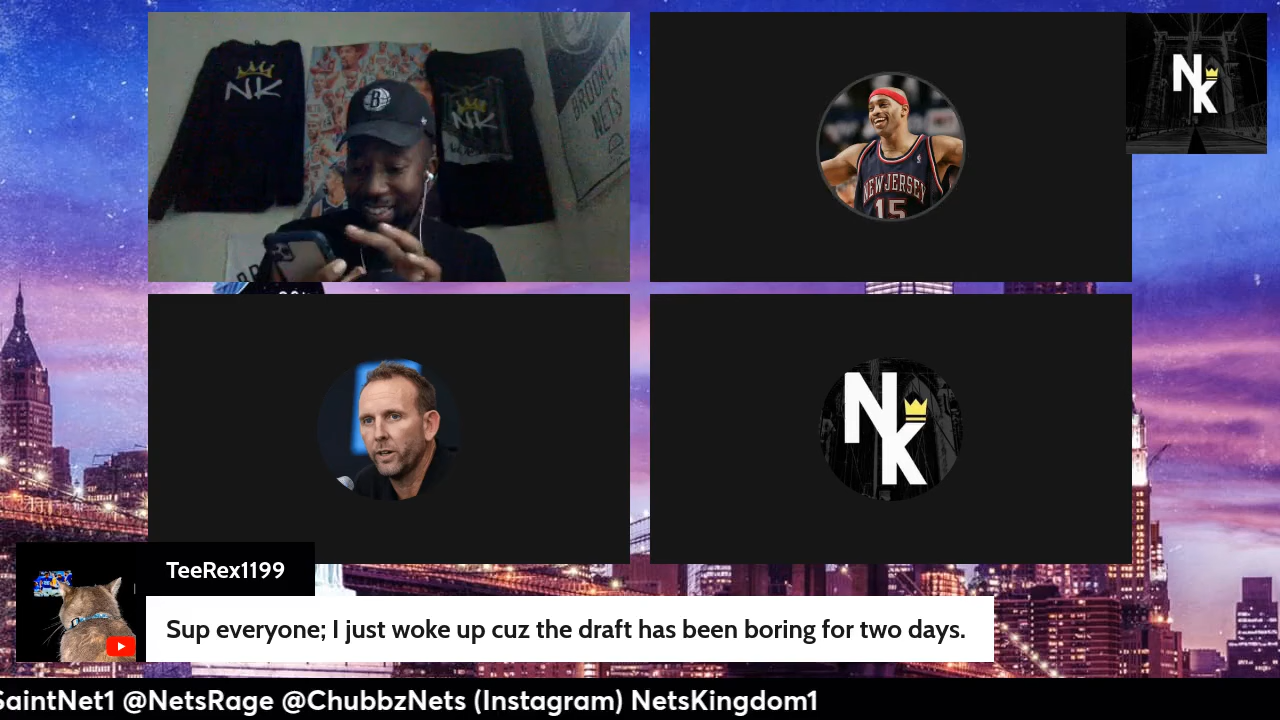 NK
NK
BROOKLYN
NETS
B
NEW JERSEY
15
NK
NK
TeeRex1199
Sup everyone; I just woke up cuz the draft has been boring for two days.
SaintNet1 @NetsRage @ChubbzNets (Instagram) NetsKingdom1